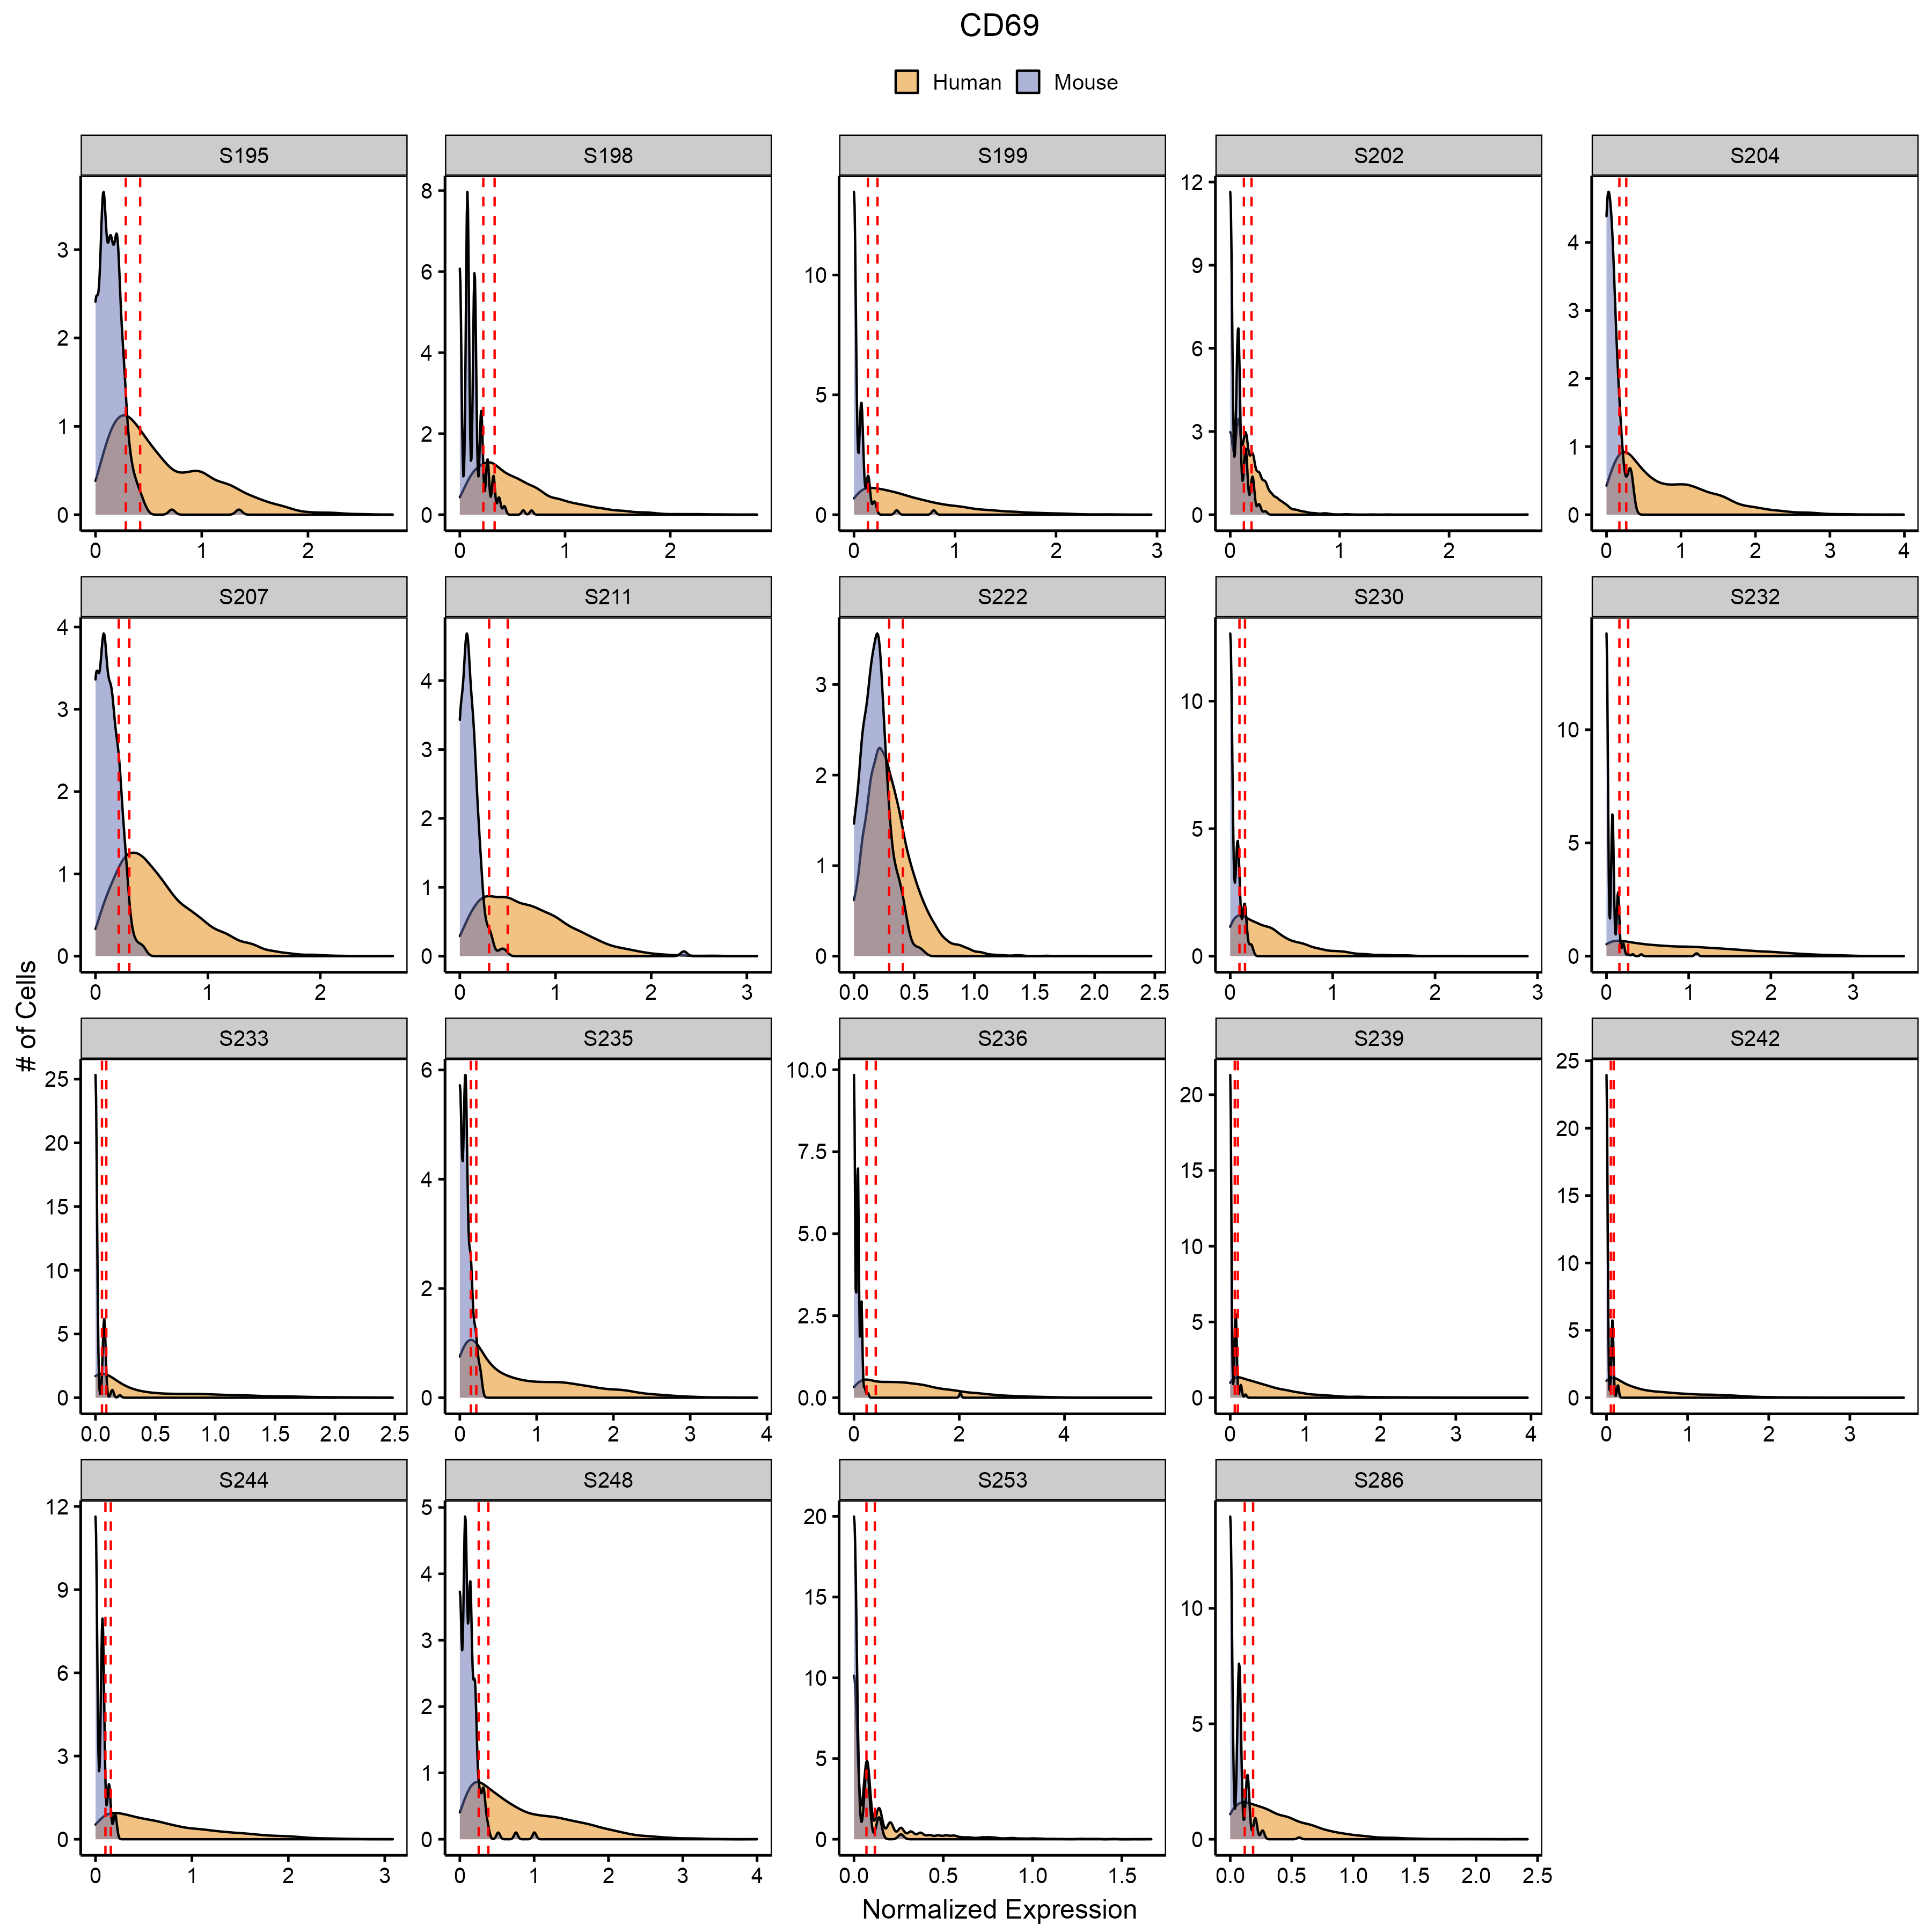 CD69
Human Mouse
S195 S198 S199 S202 S204
3 2 1 0
0 1 2
8 6 4 2 0
0 1 2
10 5 0
0 1 2 3
12 9 6 3 0
0 1 2
4 3 2 1 0
0 1 2 3 4
S207 S211 S222 S230 S232
4 3 2 1 0
0 1 2
4 3 2 1 0
0 1 2 3
3 2 1 0
0.0 0.5 1.0 1.5 2.0 2.5
10 5 0
0 1 2 3
10 5 0
0 1 2 3
# of Cells
S233 S235 S236 S239 S242
25 20 15 10 5 0
0.0 0.5 1.0 1.5 2.0 2.5
6 4 2 0
0 1 2 3 4
10.0 7.5 5.0 2.5 0.0
0 2 4
20 15 10 5 0
0 1 2 3 4
25 20 15 10 5 0
0 1 2 3
S244 S248 S253 S286
12 9 6 3 0
0 1 2 3
5 4 3 2 1 0
0 1 2 3 4
20 15 10 5 0
0.0 0.5 1.0 1.5
10 5 0
0.0 0.5 1.0 1.5 2.0 2.5
Normalized Expression